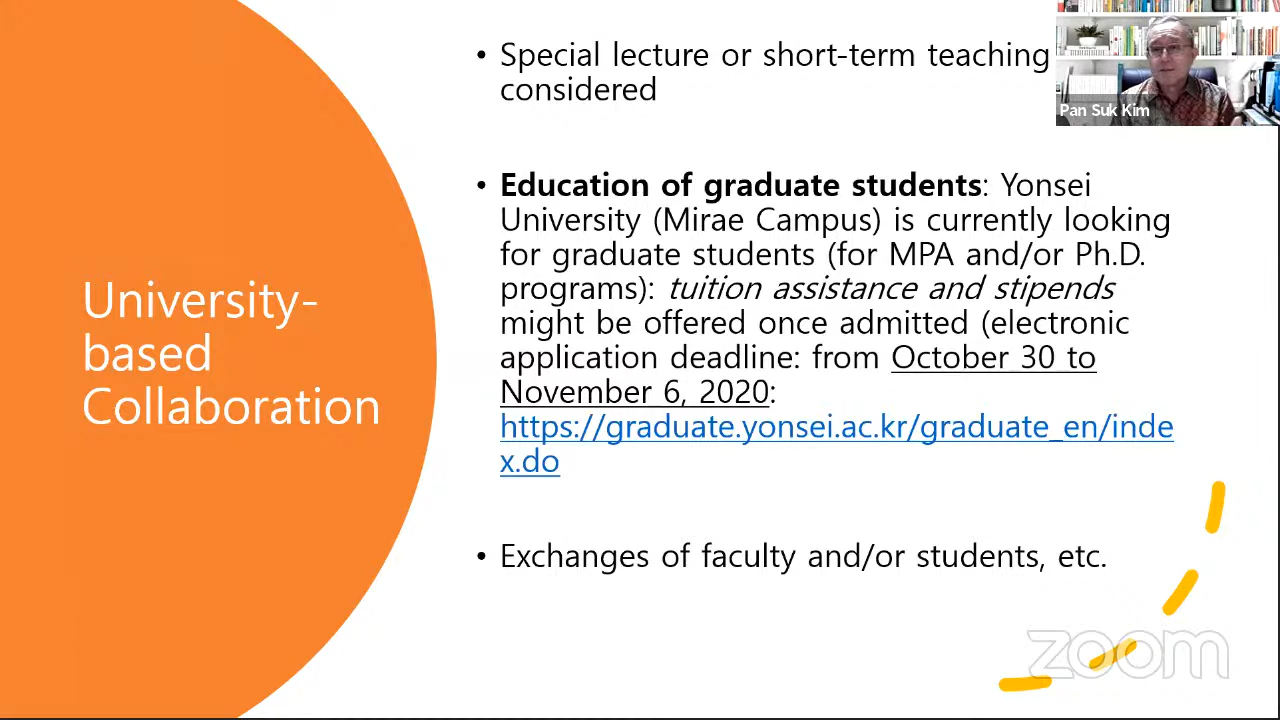 University-
based
Collaboration
• Special lecture or short-term teaching
considered
• Education of graduate students: Yonsei
University (Mirae Campus) is currently looking
for graduate students (for MPA and/or Ph.D.
programs): tuition assistance and stipends
might be offered once admitted (electronic
application deadline: from October 30 to
November 6, 2020:
https://graduate.yonsei.ac.kr/graduate_en/inde
x.do
• Exchanges of faculty and/or students, etc.
Pan Suk Kim
zoom